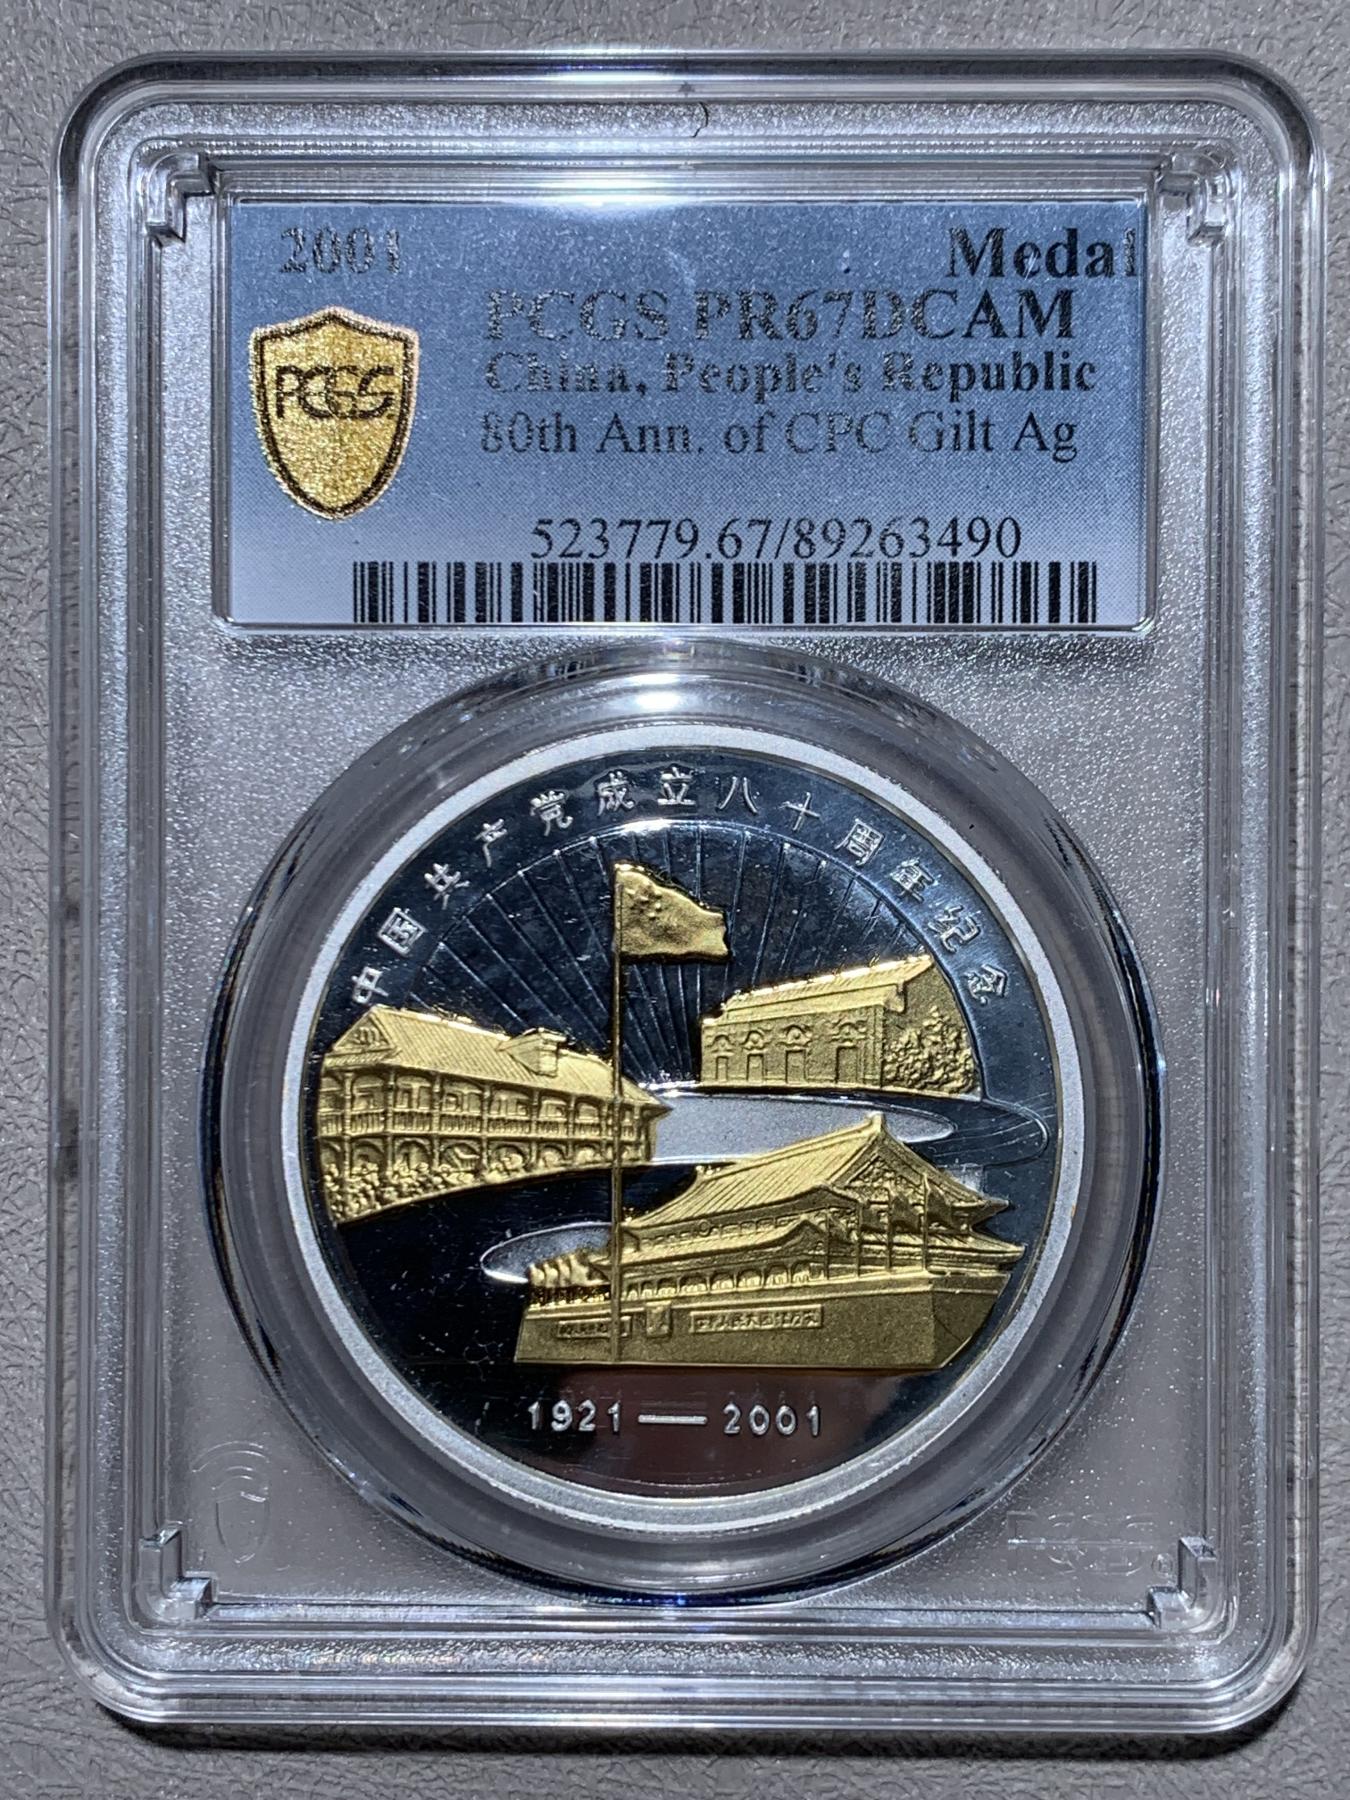 2001 Medal
PCGS PR67DCAM
PCGS
China, People's Republic
80th Ann. of CPC Gilt Ag
523779.67/89263490
中国共产党成立八十周年纪念
1921—2001